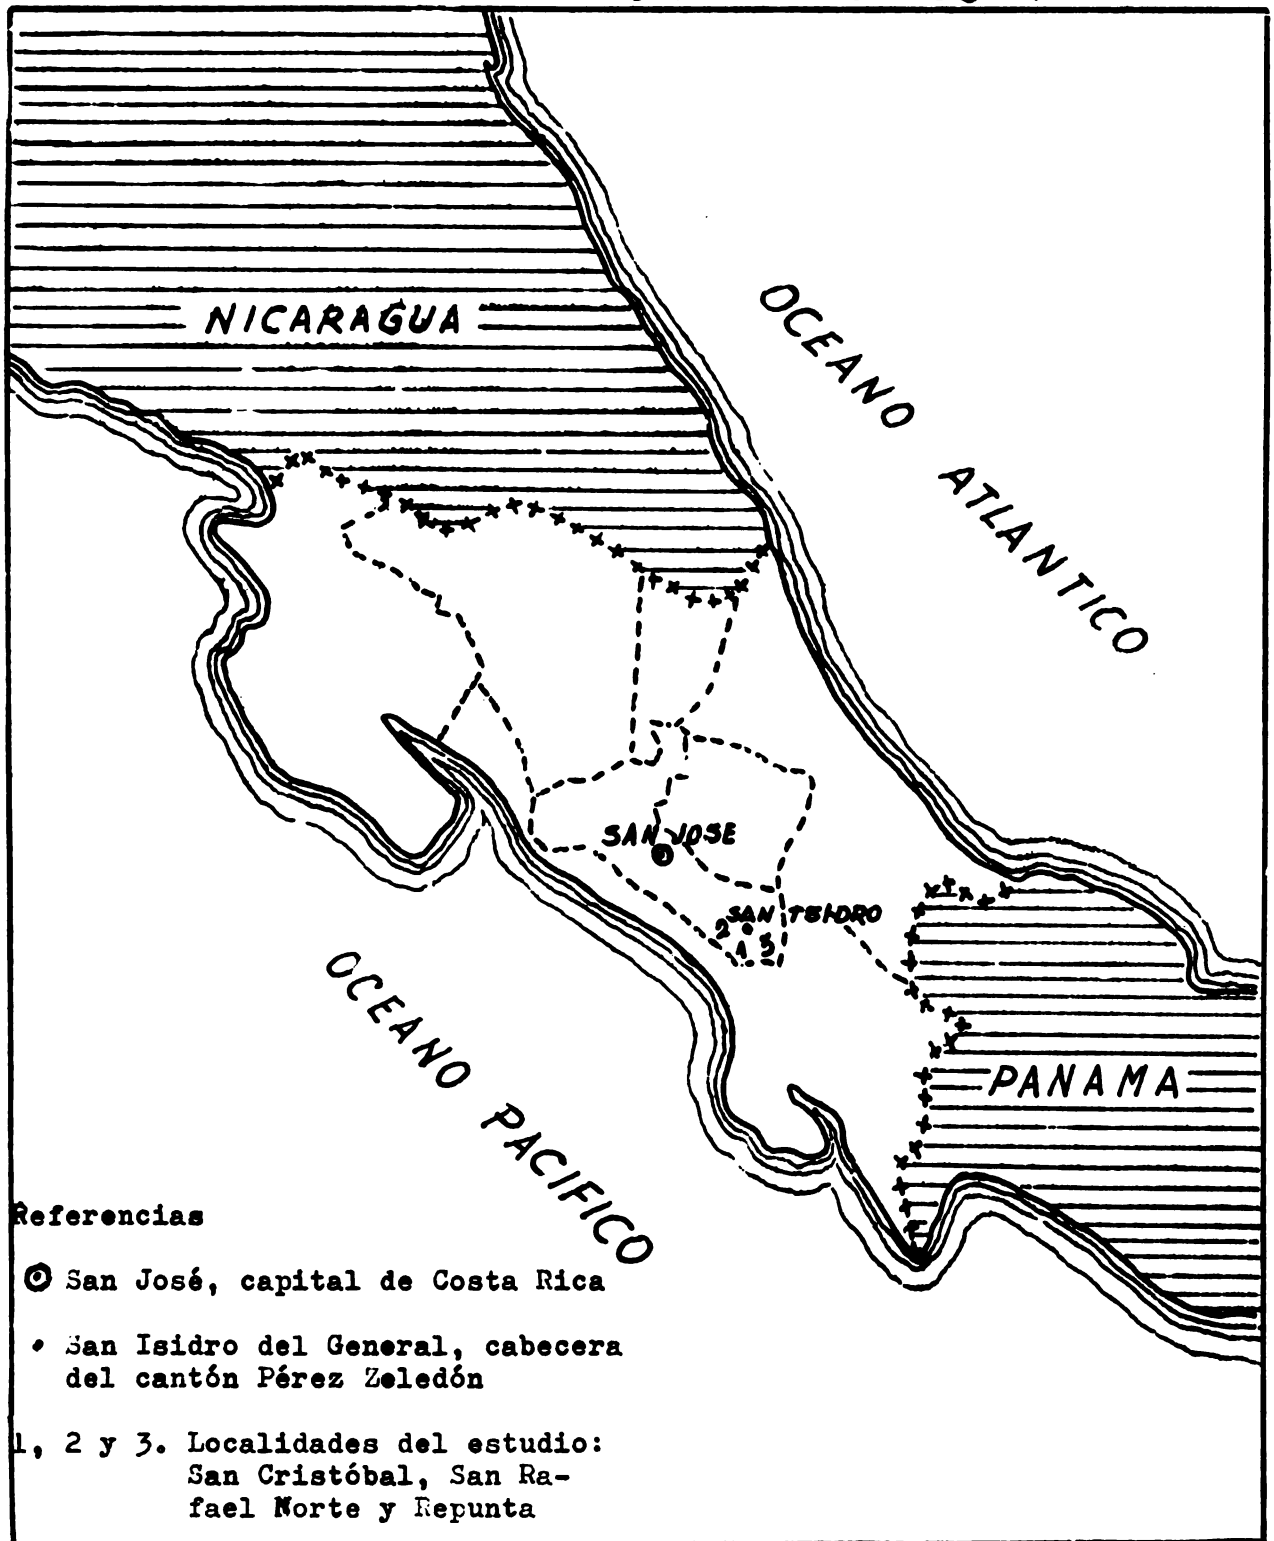 NICARAGUA
OCEANO ATLANTICO
SAN JOSE
SAN ISIDRO
2
1 3
OCEANO PACIFICO
PANAMA
Referencias
San José, capital de Costa Rica
San Isidro del General, cabecera
del cantón Pérez Zeledón
1, 2 y 3. Localidades del estudio:
San Cristóbal, San Ra-
fael Norte y Repunta